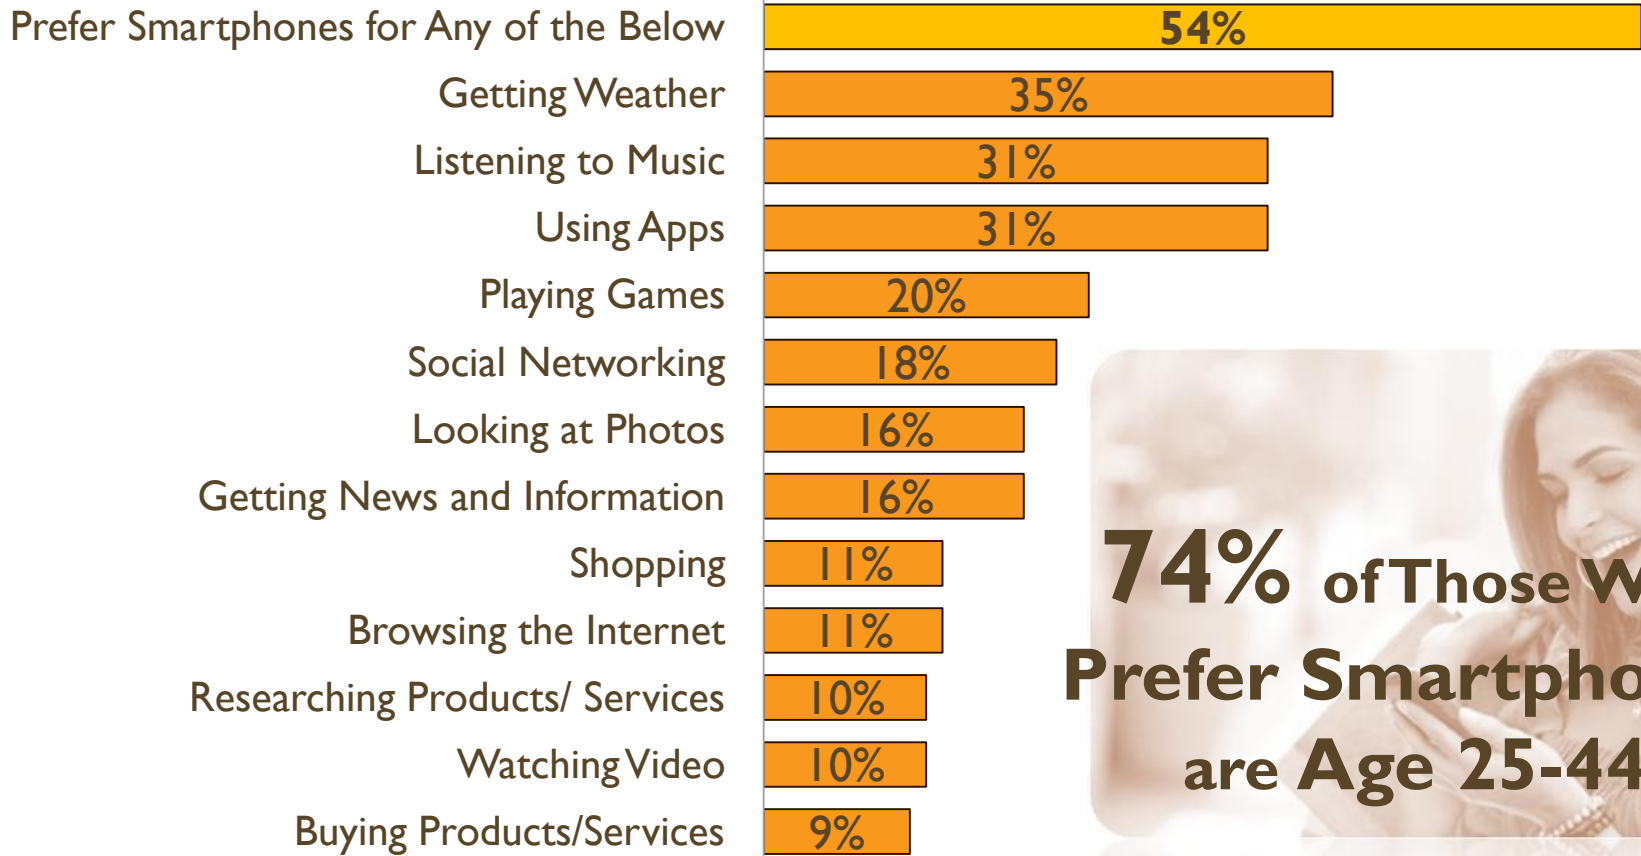 Prefer Smartphones for Any of the Below 54%
Getting Weather 35%
Listening to Music 31%
Using Apps 31%
Playing Games 20%
Social Networking 18%
Looking at Photos 16%
Getting News and Information 16%
Shopping 11%
Browsing the Internet 11%
Researching Products/ Services 10%
Watching Video 10%
Buying Products/Services 9%
74% of Those
Prefer
are Age 25-44